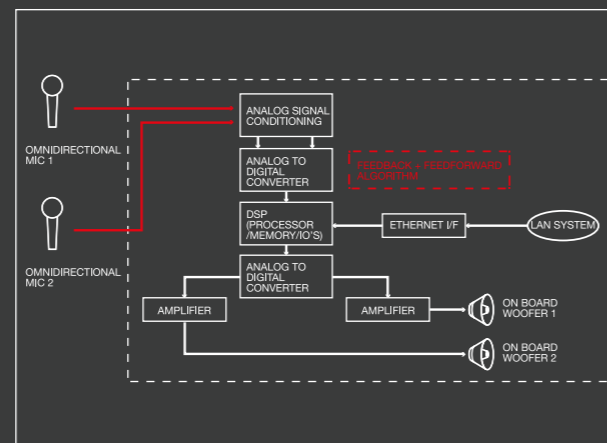 ANALOG SIGNAL
CONDITIONING
OMNIDIRECTIONAL
MIC 1
ANALOG TO
DIGITAL
CONVERTER
FEEDBACK + FEEDFORWARD
ALGORITHM
DSP
(PROCESSOR
/MEMORY/IO'S)
ETHERNET I/F
LAN SYSTEM
OMNIDIRECTIONAL
MIC 2
ANALOG TO
DIGITAL
CONVERTER
AMPLIFIER
AMPLIFIER
ON BOARD
WOOFER 1
ON BOARD
WOOFER 2